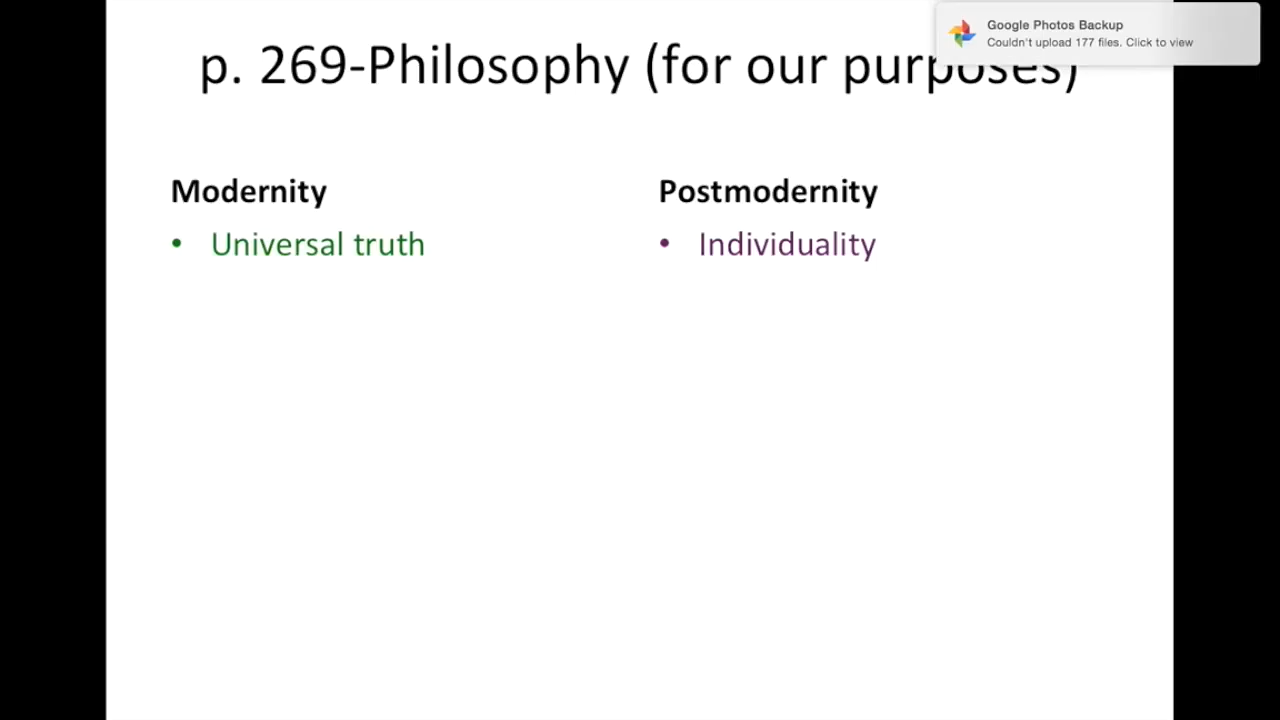 Google Photos Backup
Couldn't upload 177 files. Click to view
p. 269-Philosophy (for our purposes)
Modernity
• Universal truth
Postmodernity
• Individuality